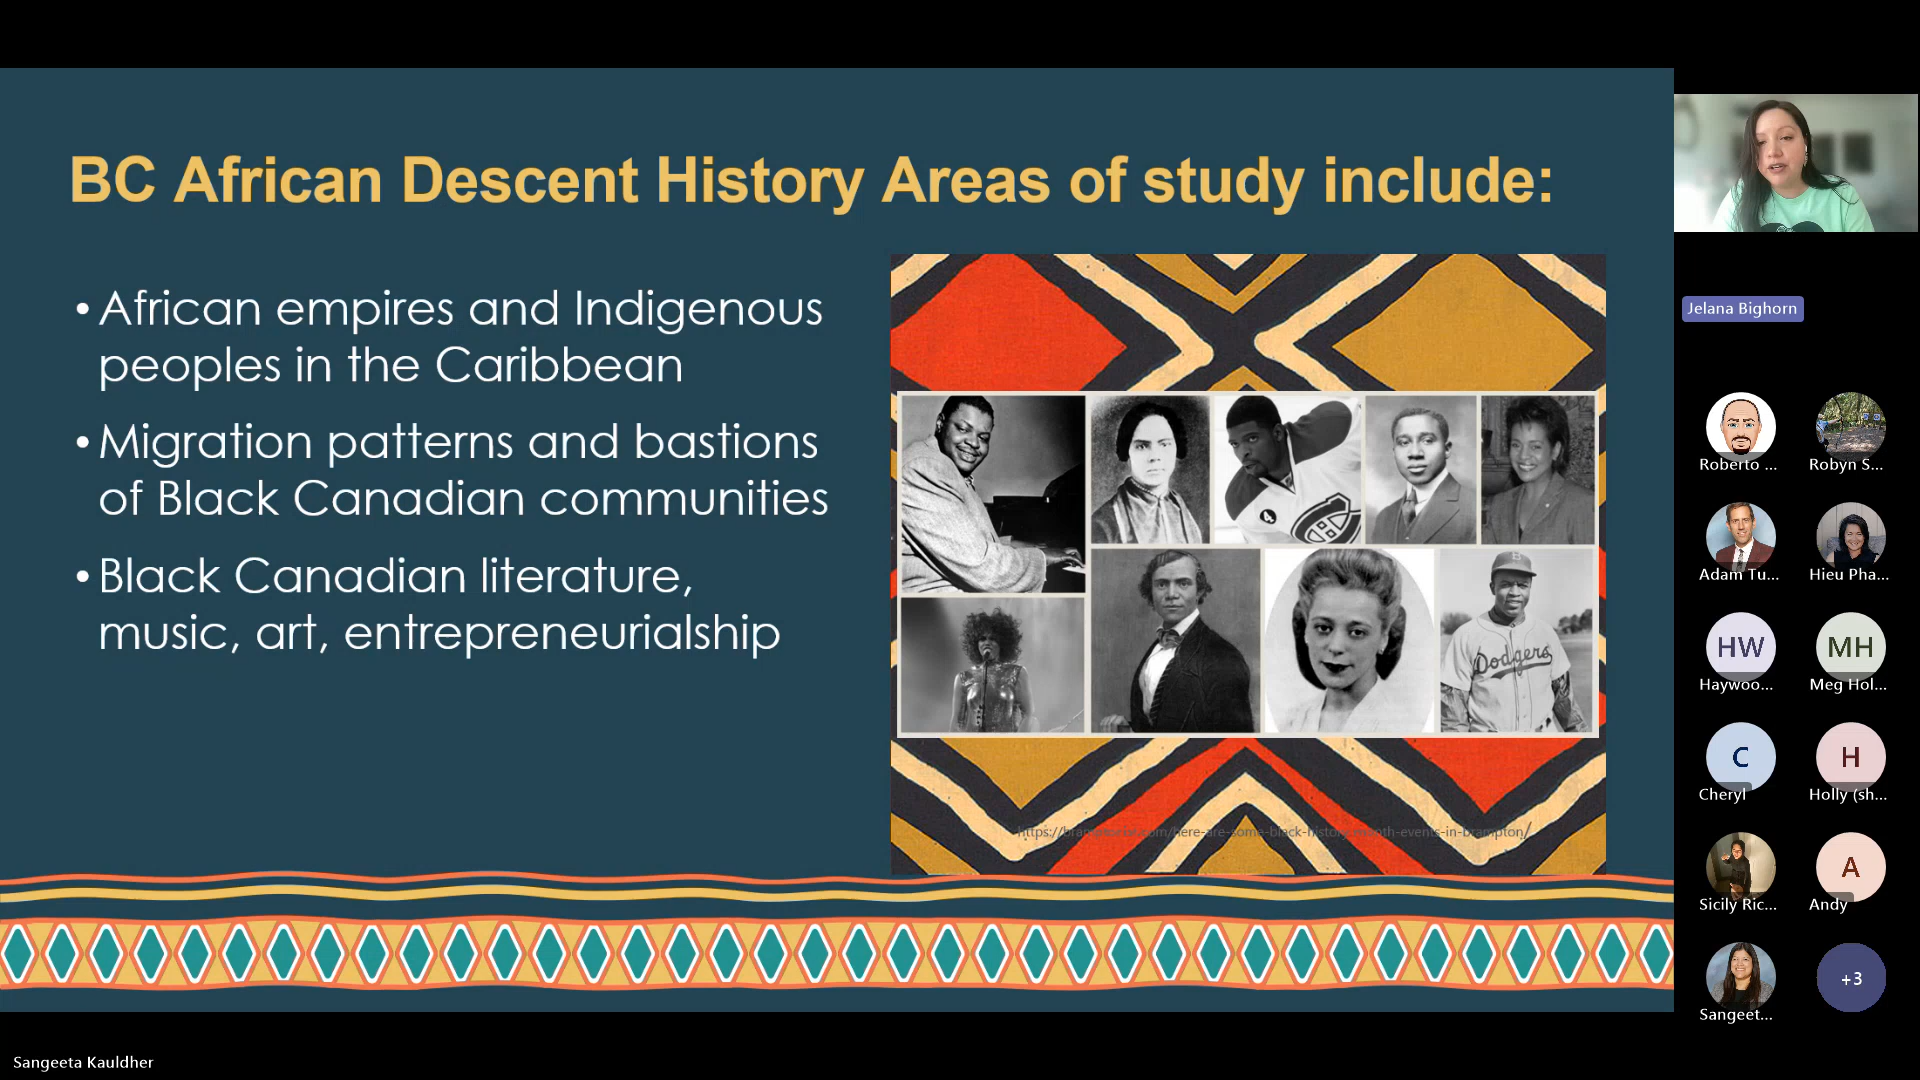 BC African Descent History Areas of study include:
• African empires and Indigenous
peoples in the Caribbean
• Migration patterns and bastions
of Black Canadian communities
• Black Canadian literature,
music, art, entrepreneurialship
4
Dodgers
Jelana Bighorn
Roberto ...
Robyn S...
Adam Tu...
Hieu Pha...
HW
MH
Haywoo...
Meg Hol...
C
H
Cheryl
Holly (sh...
Sicily Ric...
A
Andy
Sangeet...
+3
Sangeeta Kauldher